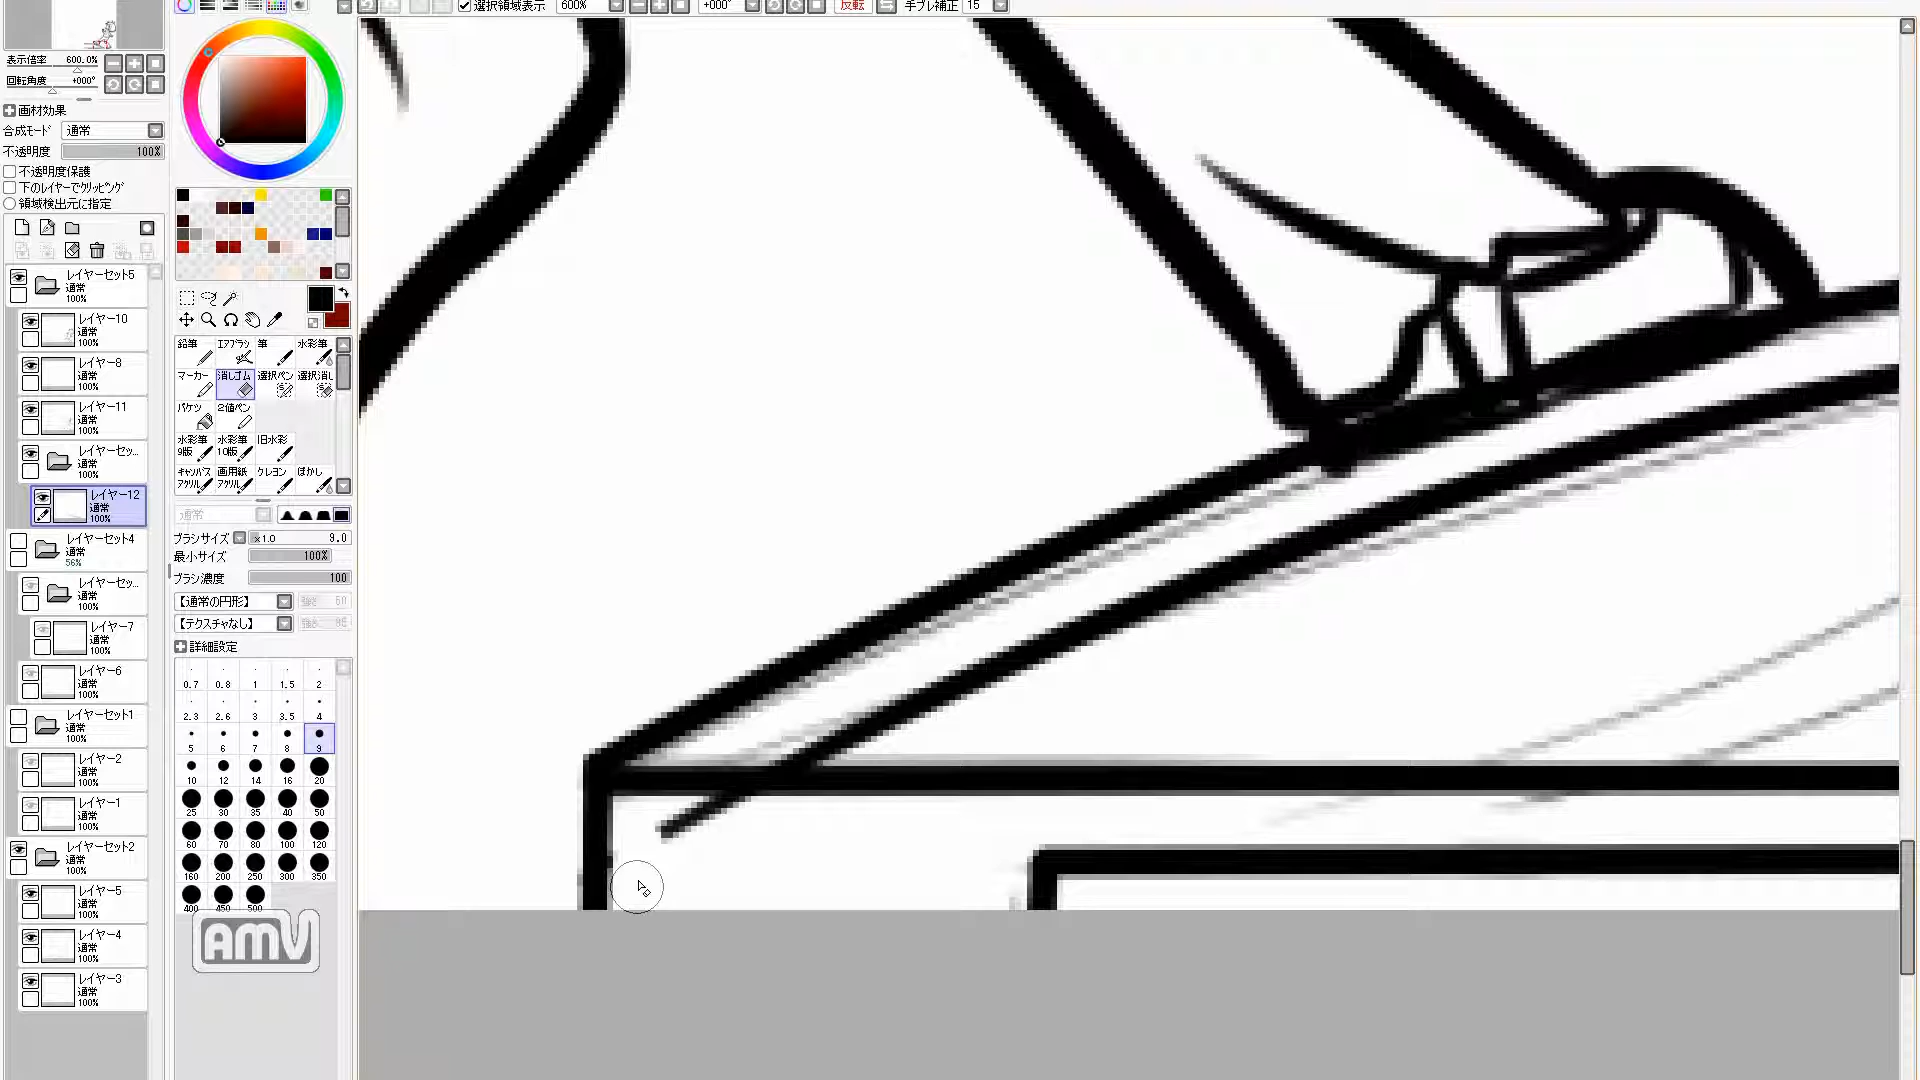 選択領域表示 600% +000° 反転 手ブレ補正 15
表示倍率 600.0%
回転角度 +000°
画材効果
合成モード 通常
不透明度 100%
不透明度保護
下のレイヤーでクリッピング
領域検出元に指定
レイヤーセット5
通常
100%
レイヤー10
通常
100%
レイヤー8
通常
100%
レイヤー11
通常
100%
レイヤーセッ...
通常
100%
レイヤー12
通常
100%
レイヤーセット4
通常
56%
レイヤーセッ...
通常
100%
レイヤー7
通常
100%
レイヤー6
通常
100%
レイヤーセット1
通常
100%
レイヤー2
通常
100%
レイヤー1
通常
100%
レイヤーセット2
通常
100%
レイヤー5
通常
100%
レイヤー4
通常
100%
レイヤー3
通常
100%
鉛筆 エアブラシ 筆 水彩筆
マーカー 消しゴム 選択ペン 選択消し
バケツ 2値ペン
水彩筆 水彩筆 旧水彩
9版 10版
キャンバス 画用紙 クレヨン ぼかし
アクリル アクリル
通常
ブラシサイズ x1.0 9.0
最小サイズ 100%
ブラシ濃度 100
【通常の円形】 強さ 50
【テクスチャなし】 強さ 95
詳細設定
0.7 0.8 1 1.5 2
2.3 2.6 3 3.5 4
5 6 7 8 9
10 12 14 16 20
25 30 35 40 50
60 70 80 100 120
160 200 250 300 350
400 450 500
AMV